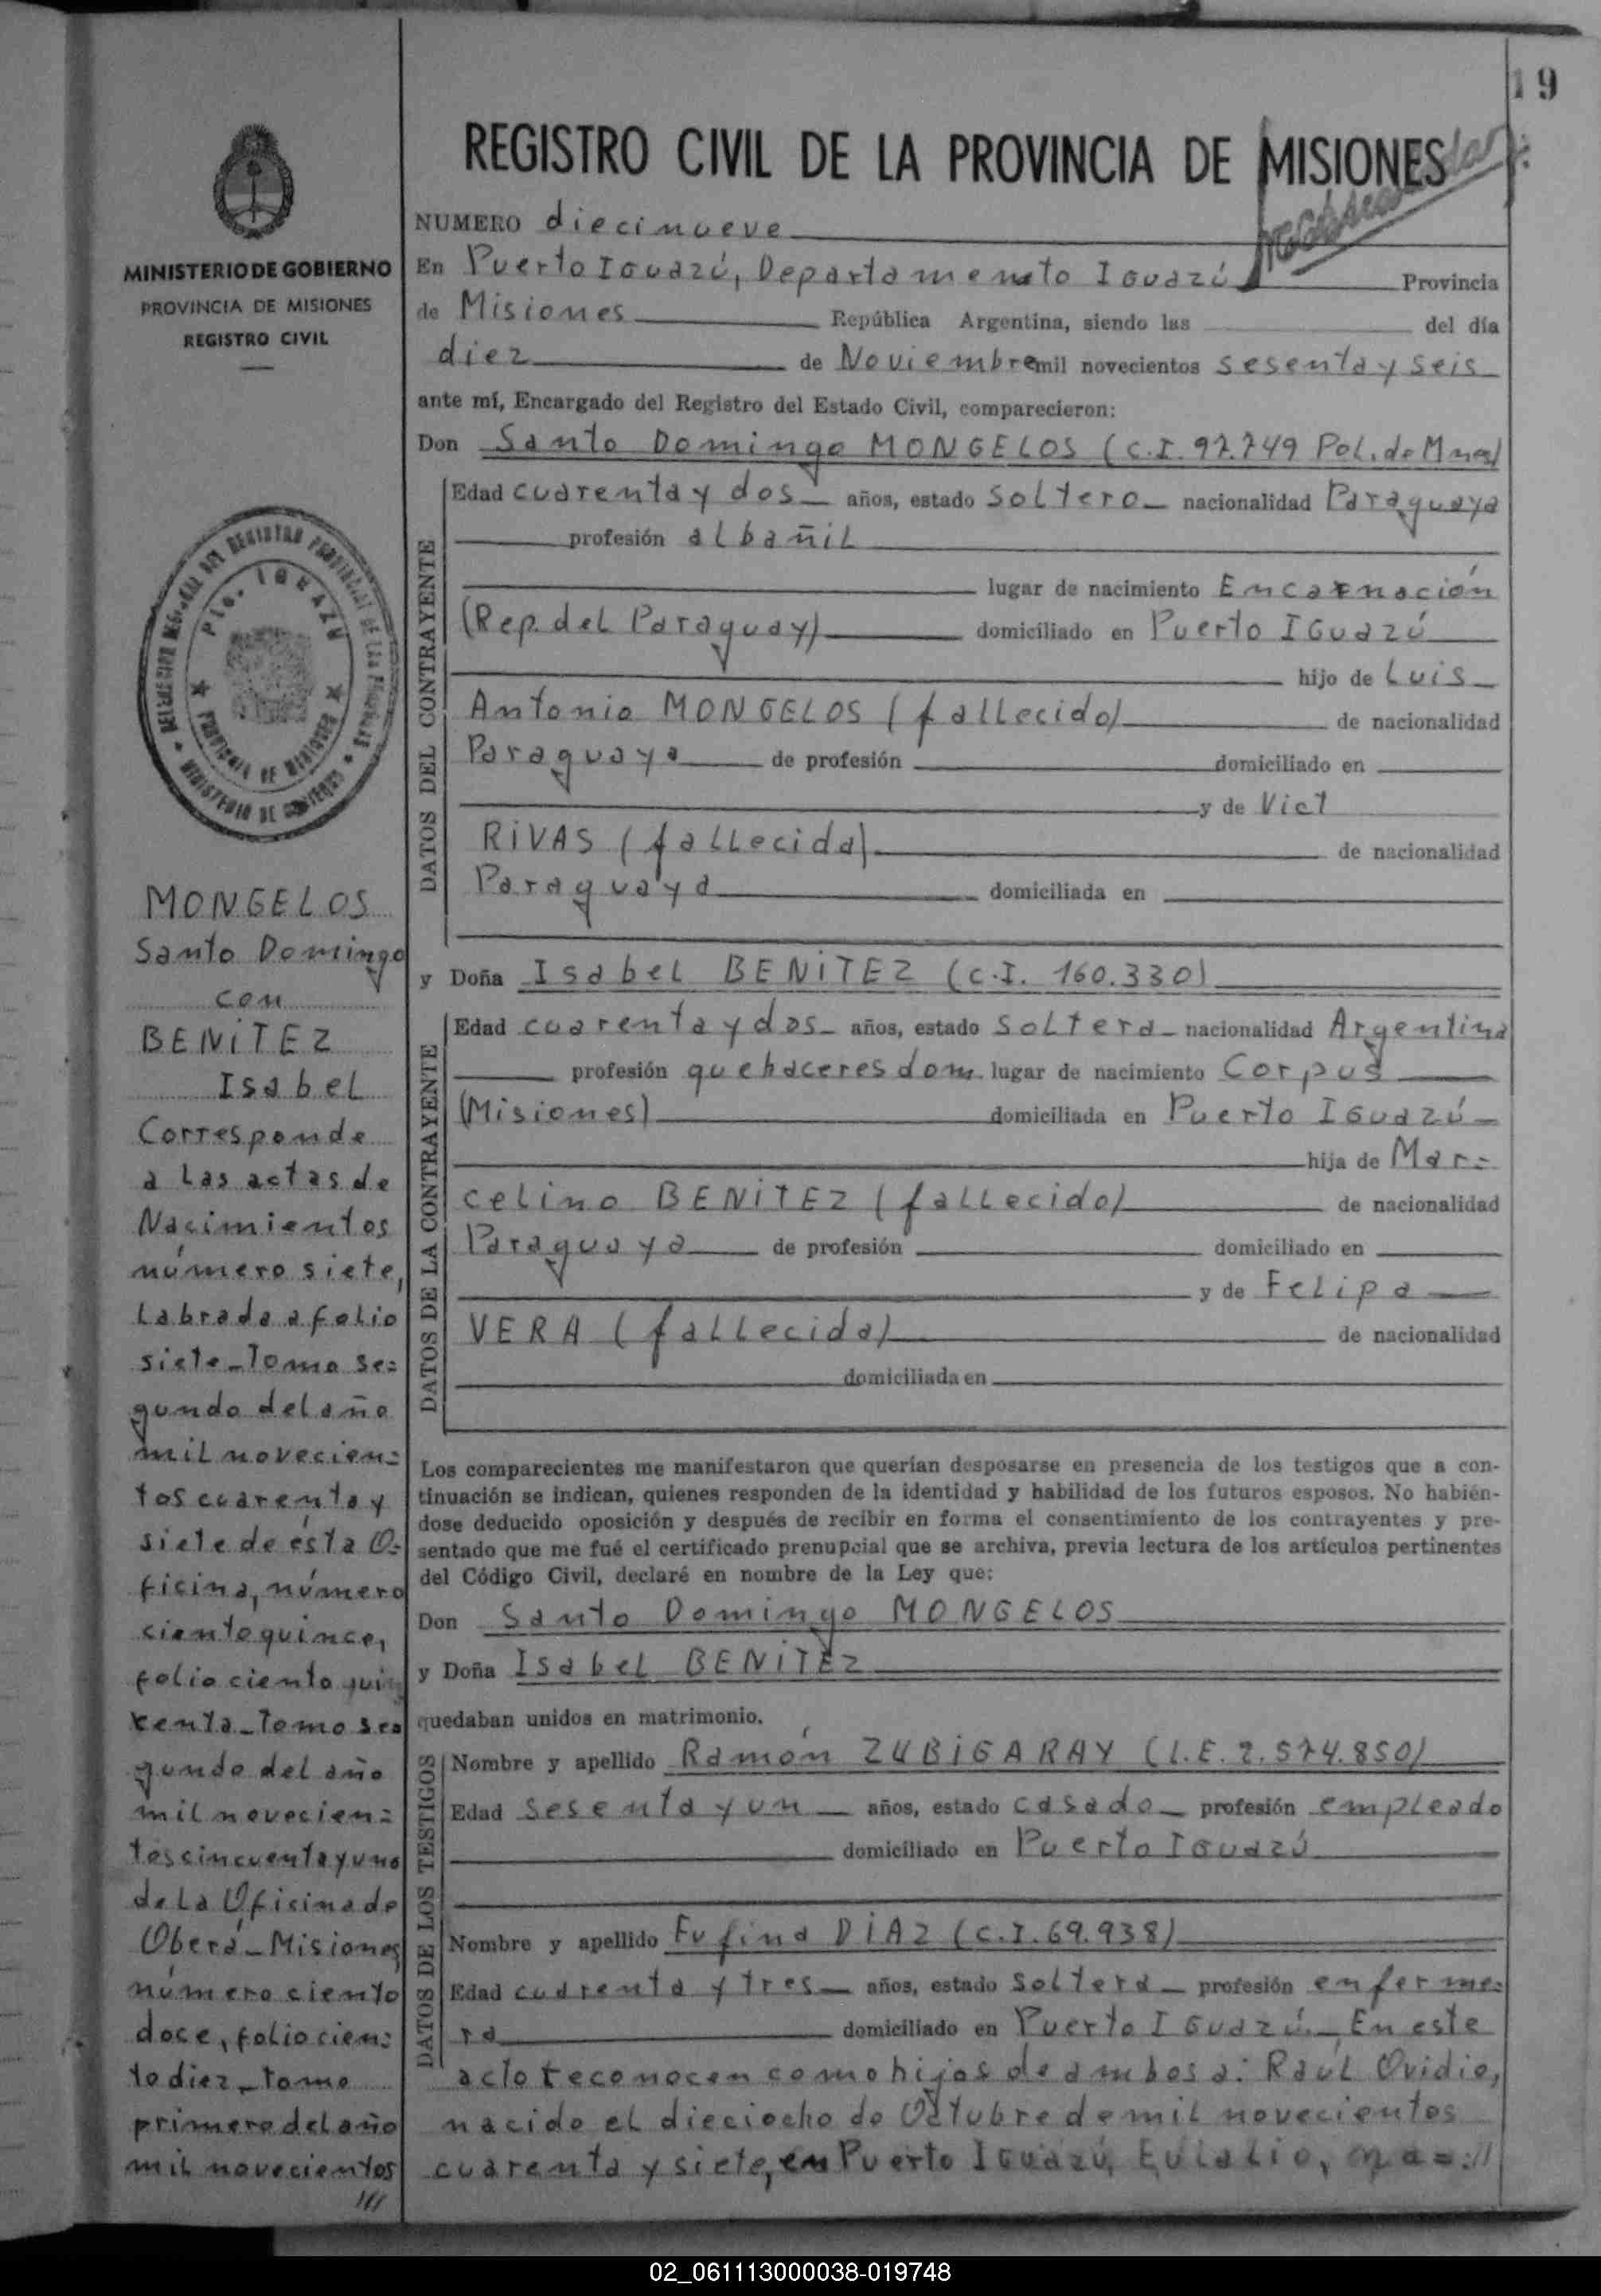 19
REGISTRO CIVIL DE LA PROVINCIA DE MISIONES
MINISTERIO DE GOBIERNO
PROVINCIA DE MISIONES
REGISTRO CIVIL
NUMERO diecinueve
En Puerto Iguazú, Departamento Iguazú Provincia
de Misiones República Argentina, siendo las del día
diez de Noviembre mil novecientos sesenta y seis
ante mí, Encargado del Registro del Estado Civil, comparecieron:
Don Santo Domingo MONGELOS (C.I. 97.749 Pol. de Mnes)
DATOS DEL CONTRAYENTE
Edad cuarenta y dos años, estado soltero nacionalidad Paraguaya
profesión albañil
lugar de nacimiento Encarnación
(Rep. del Paraguay) domiciliado en Puerto Iguazú
hijo de Luis
Antonio MONGELOS (fallecido) de nacionalidad
Paraguaya de profesión domiciliado en
y de Vict
RIVAS (fallecida) de nacionalidad
Paraguaya domiciliada en
y Doña Isabel BENITEZ (C.I. 160.330)
DATOS DE LA CONTRAYENTE
Edad cuarenta y dos años, estado soltera nacionalidad Argentina
profesión quehaceres dom. lugar de nacimiento Corpus
(Misiones) domiciliada en Puerto Iguazú
hija de Mar=
celino BENITEZ (fallecido) de nacionalidad
Paraguaya de profesión domiciliado en
y de Felipa
VERA (fallecida) de nacionalidad
domiciliada en
Los comparecientes me manifestaron que querían desposarse en presencia de los testigos que a con-
tinuación se indican, quienes responden de la identidad y habilidad de los futuros esposos. No habién-
dose deducido oposición y después de recibir en forma el consentimiento de los contrayentes y pre-
sentado que me fué el certificado prenupcial que se archiva, previa lectura de los artículos pertinentes
del Código Civil, declaré en nombre de la Ley que:
Don Santo Domingo MONGELOS
y Doña Isabel BENITEZ
quedaban unidos en matrimonio.
DATOS DE LOS TESTIGOS
Nombre y apellido Ramón ZUBIGARAY (L.E. 2.574.850)
Edad sesenta y un años, estado casado profesión empleado
domiciliado en Puerto Iguazú
Nombre y apellido Fufina DIAZ (C.I. 69.938)
Edad cuarenta y tres años, estado soltera profesión enferme=
ra domiciliado en Puerto Iguazú. En este
acto reconocen como hijos de ambos a: Raúl Ovidio,
nacido el dieciocho de Octubre de mil novecientos
cuarenta y siete, en Puerto Iguazú, Eulalio, na=://
MONGELOS
Santo Domingo
con
BENITEZ
Isabel
Corresponde
a las actas de
Nacimientos
número siete,
labrada a folio
siete_Tomo se=
gundo del año
mil novecien=
tos cuarenta y
siete de ésta O=
ficina, número
ciento quince,
folio ciento
_Tomo se=
gundo del año
mil novecien=
tos cincuenta y uno
de la Oficina de
Oberá_Misiones
número ciento
doce, folio cien=
to diez_tomo
primero del año
mil novecientos
///
02_061113000038-019748